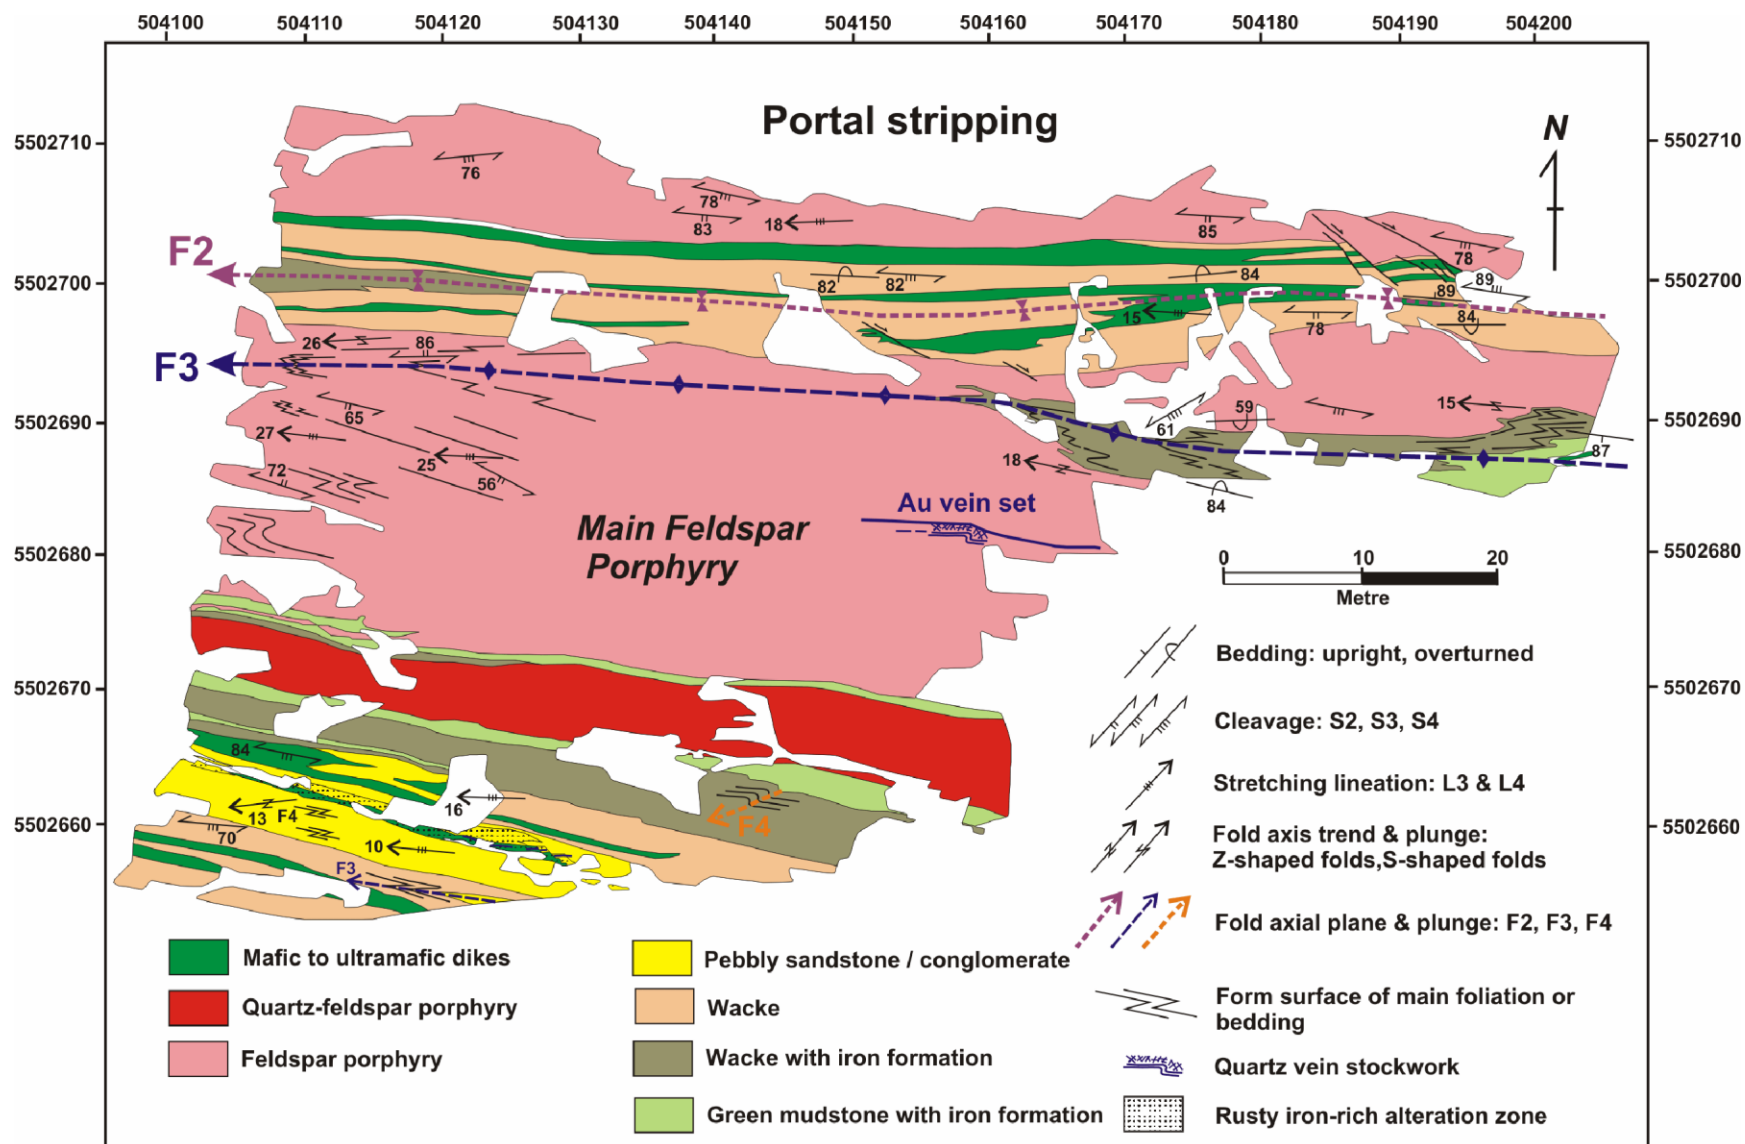 504100 504110 504120 504130 504140 504150 504160 504170 504180 504190 504200
Portal stripping
N
5502710
5502710
76
78
83
18
85
78
F2
5502700
5502700
82
82
84
89
89
15
78
84
26
86
F3
65
61
59
15
5502690
5502690
27
87
72
25
56
18
84
Au vein set
Main Feldspar
Porphyry
5502680
5502680
0 10 20
Metre
Bedding: upright, overturned
5502670
5502670
Cleavage: S2, S3, S4
84
Stretching lineation: L3 & L4
16
13
F4
F4
5502660
5502660
70
10
F3
Fold axis trend & plunge:
Z-shaped folds,S-shaped folds
Fold axial plane & plunge: F2, F3, F4
Mafic to ultramafic dikes
Pebbly sandstone / conglomerate
Form surface of main foliation or
bedding
Quartz-feldspar porphyry
Wacke
Feldspar porphyry
Wacke with iron formation
Quartz vein stockwork
Green mudstone with iron formation
Rusty iron-rich alteration zone